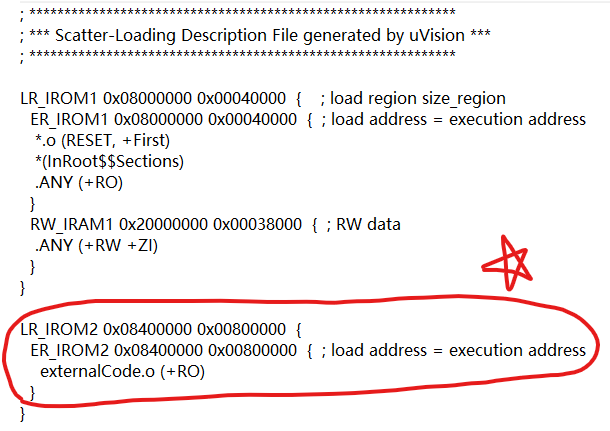 ; *************************************************************
; *** Scatter-Loading Description File generated by uVision ***
; *************************************************************
LR_IROM1 0x08000000 0x00040000 { ; load region size_region
ER_IROM1 0x08000000 0x00040000 { ; load address = execution address
*.o (RESET, +First)
*(InRoot$$Sections)
.ANY (+RO)
}
RW_IRAM1 0x20000000 0x00038000 { ; RW data
.ANY (+RW +ZI)
}
}
LR_IROM2 0x08400000 0x00800000 {
ER_IROM2 0x08400000 0x00800000 { ; load address = execution address
externalCode.o (+RO)
}
}